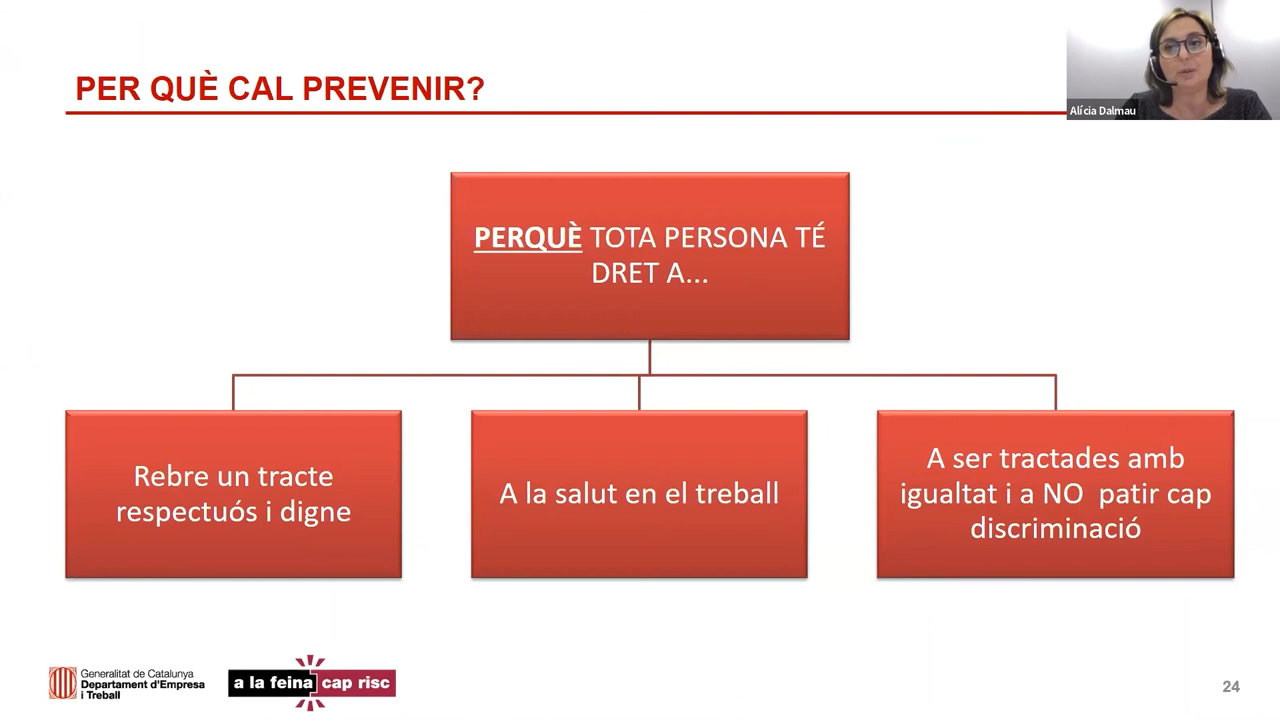 PER QUÈ CAL PREVENIR?
Alícia Dalmau
PERQUÈ TOTA PERSONA TÉ
DRET A...
Rebre un tracte
respectuós i digne
A la salut en el treball
A ser tractades amb
igualtat i a NO  patir cap
discriminació
Generalitat de Catalunya
Departament d'Empresa
i Treball
a la feina cap risc
24